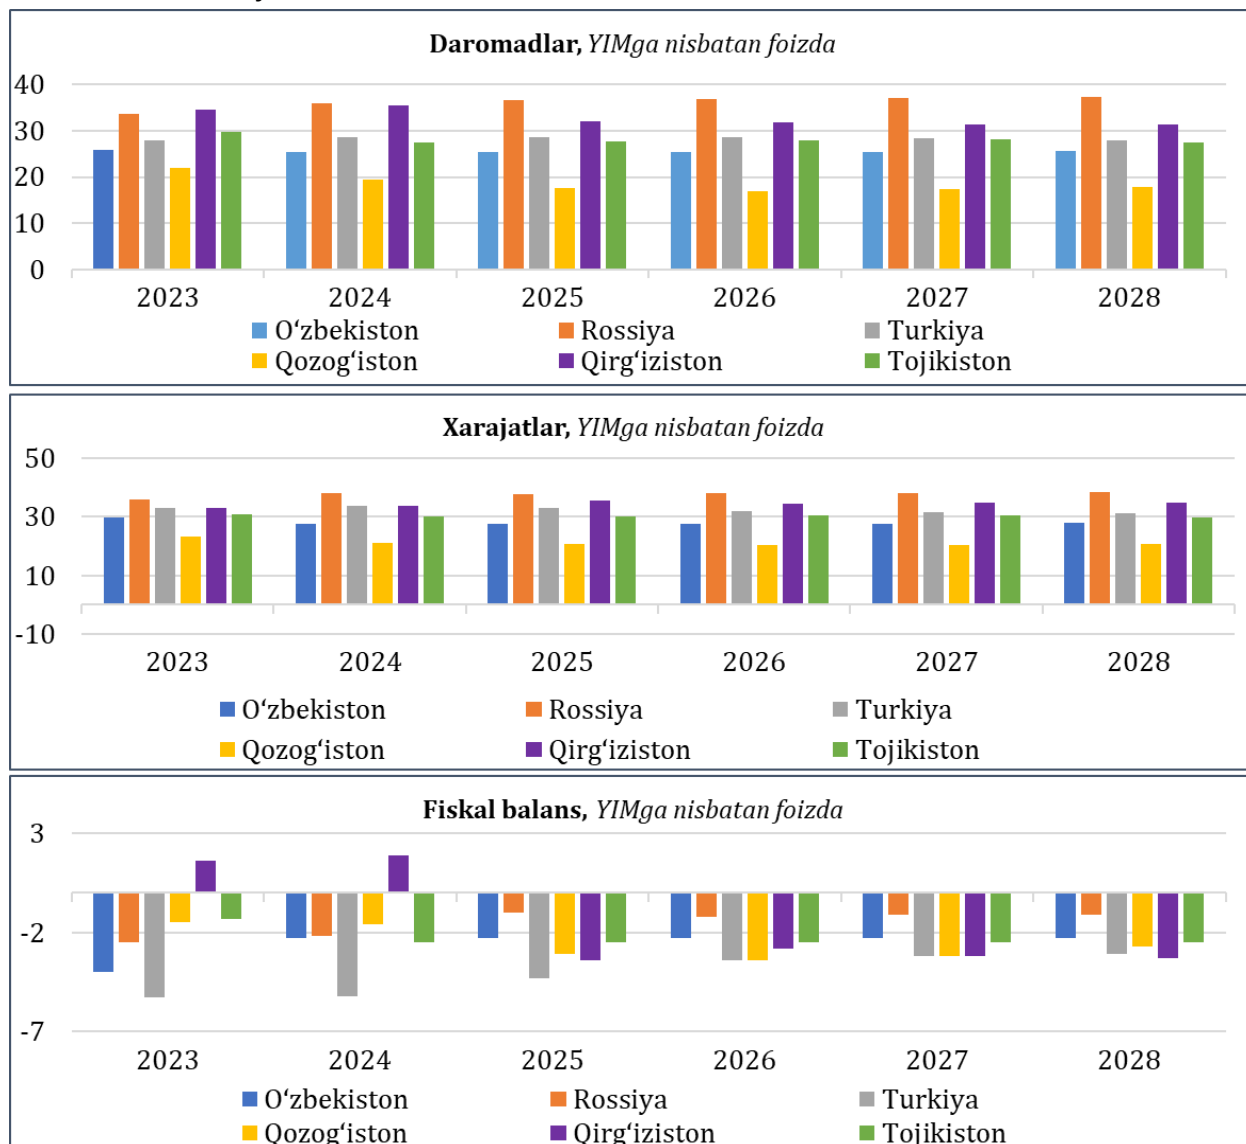 Daromadlar, YIMga nisbatan foizda
40
30
20
10
0
2023 2024 2025 2026 2027 2028
O‘zbekiston Rossiya Turkiya
Qozog‘iston Qirg‘iziston Tojikiston
Xarajatlar, YIMga nisbatan foizda
50
30
10
-10
2023 2024 2025 2026 2027 2028
O‘zbekiston Rossiya Turkiya
Qozog‘iston Qirg‘iziston Tojikiston
Fiskal balans, YIMga nisbatan foizda
3
-2
-7
2023 2024 2025 2026 2027 2028
O‘zbekiston Rossiya Turkiya
Qozog‘iston Qirg‘iziston Tojikiston